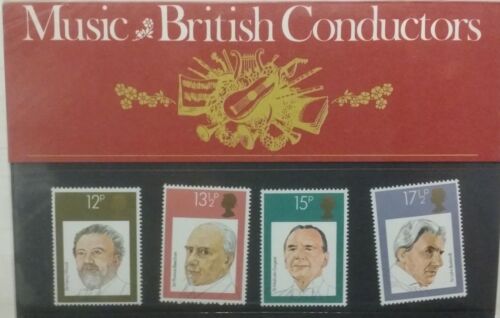 Music British Conductors
12P
13½P
15P
17½P